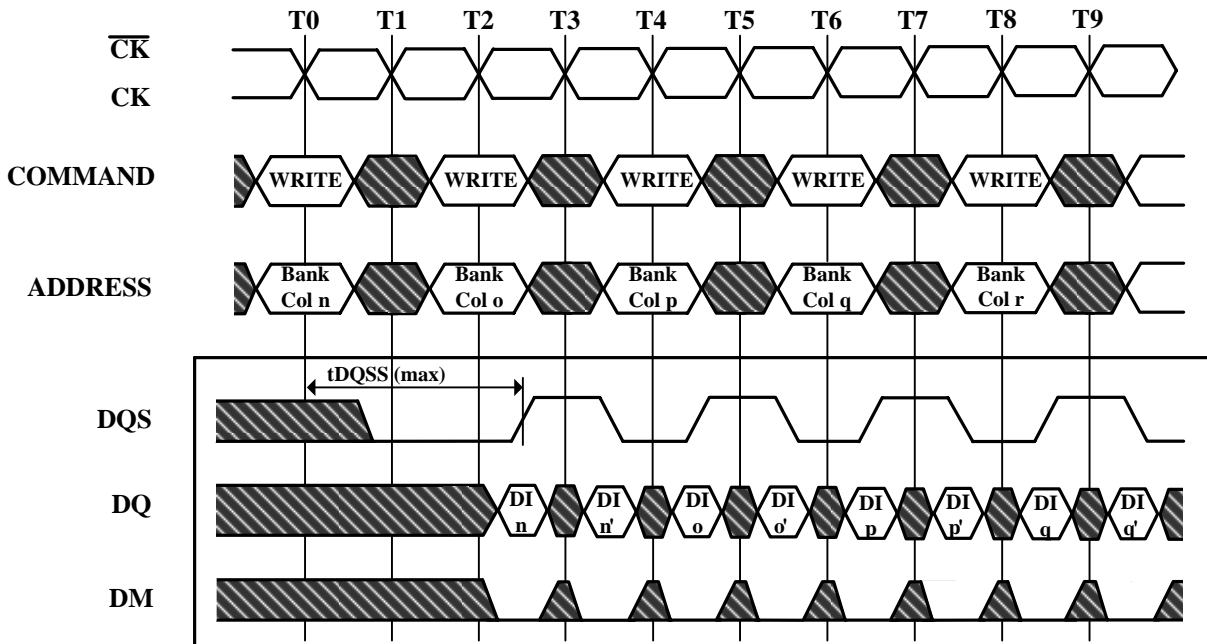 T0 T1 T2 T3 T4 T5 T6 T7 T8 T9
CK
CK
COMMAND WRITE WRITE WRITE WRITE WRITE
ADDRESS Bank Col n Bank Col o Bank Col p Bank Col q Bank Col r
tDQSS (max)
DQS
DQ DI n DI n' DI o DI o' DI p DI p' DI q DI q'
DM